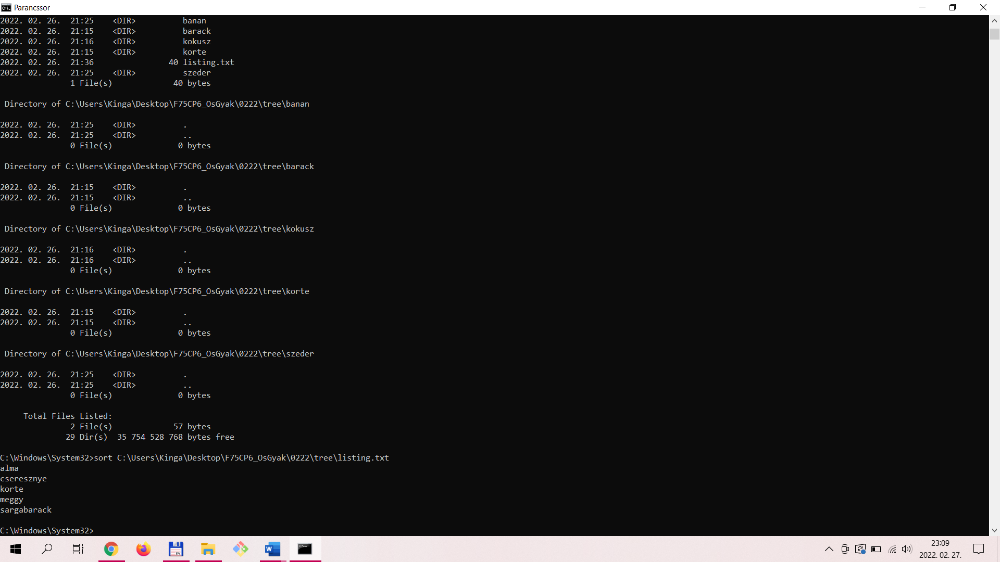 Parancssor
2022. 02. 26.  21:25    <DIR>          banan
2022. 02. 26.  21:15    <DIR>          barack
2022. 02. 26.  21:16    <DIR>          kokusz
2022. 02. 26.  21:15    <DIR>          korte
2022. 02. 26.  21:36                40 listing.txt
2022. 02. 26.  21:25    <DIR>          szeder
               1 File(s)             40 bytes

 Directory of C:\Users\Kinga\Desktop\F75CP6_OsGyak\0222\tree\banan

2022. 02. 26.  21:25    <DIR>          .
2022. 02. 26.  21:25    <DIR>          ..
               0 File(s)              0 bytes

 Directory of C:\Users\Kinga\Desktop\F75CP6_OsGyak\0222\tree\barack

2022. 02. 26.  21:15    <DIR>          .
2022. 02. 26.  21:15    <DIR>          ..
               0 File(s)              0 bytes

 Directory of C:\Users\Kinga\Desktop\F75CP6_OsGyak\0222\tree\kokusz

2022. 02. 26.  21:16    <DIR>          .
2022. 02. 26.  21:16    <DIR>          ..
               0 File(s)              0 bytes

 Directory of C:\Users\Kinga\Desktop\F75CP6_OsGyak\0222\tree\korte

2022. 02. 26.  21:15    <DIR>          .
2022. 02. 26.  21:15    <DIR>          ..
               0 File(s)              0 bytes

 Directory of C:\Users\Kinga\Desktop\F75CP6_OsGyak\0222\tree\szeder

2022. 02. 26.  21:25    <DIR>          .
2022. 02. 26.  21:25    <DIR>          ..
               0 File(s)              0 bytes

     Total Files Listed:
               2 File(s)             57 bytes
              29 Dir(s)  35 754 528 768 bytes free

C:\Windows\System32>sort C:\Users\Kinga\Desktop\F75CP6_OsGyak\0222\tree\listing.txt
alma
cseresznye
korte
meggy
sargabarack

C:\Windows\System32>
23:09
2022. 02. 27.